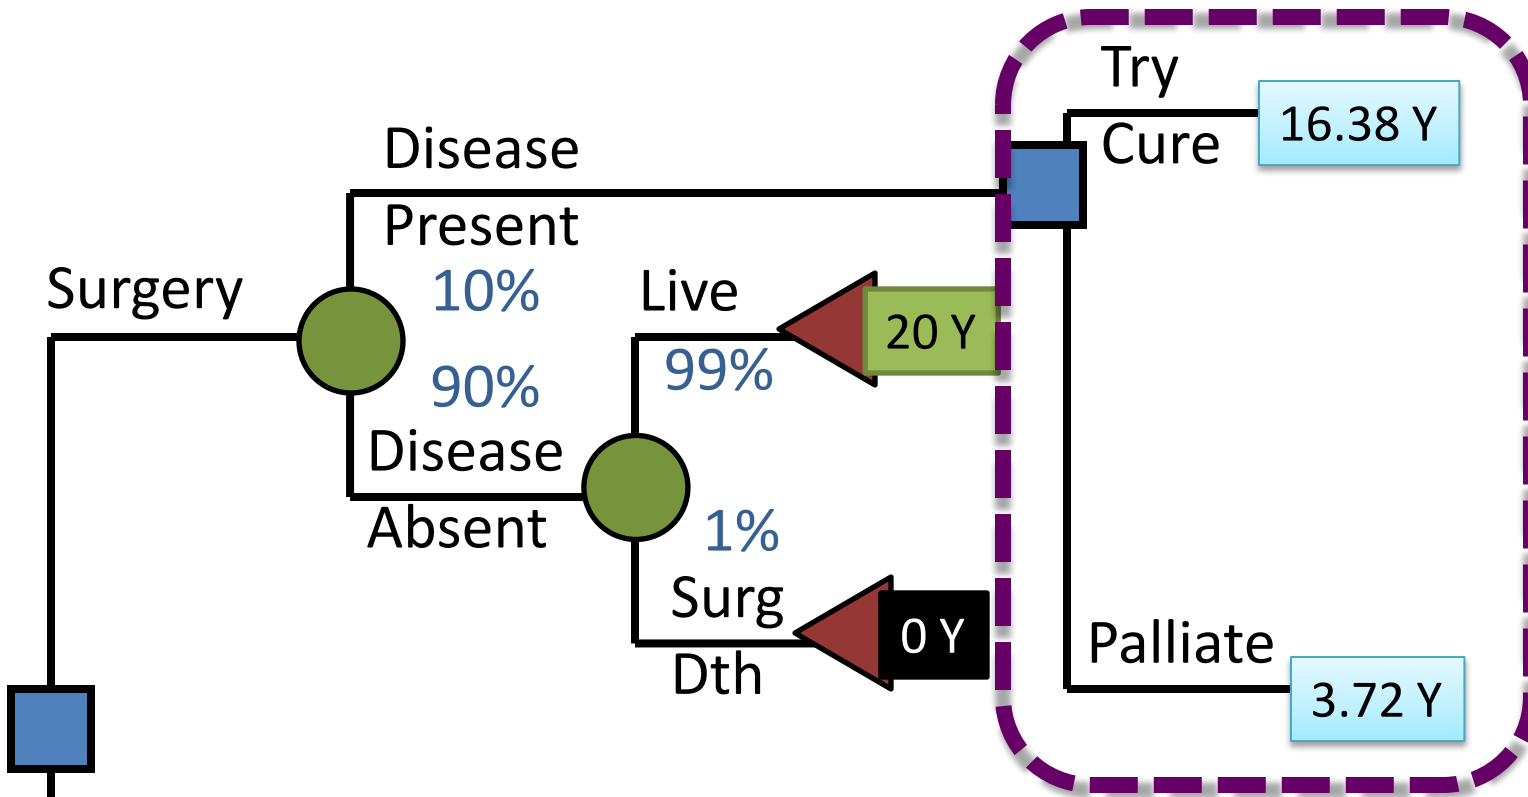 Try
Cure
16.38 Y
Disease
Present
10%
Surgery
Live
99%
20 Y
90%
Disease
Absent
1%
Surg
Dth
0 Y
Palliate
3.72 Y